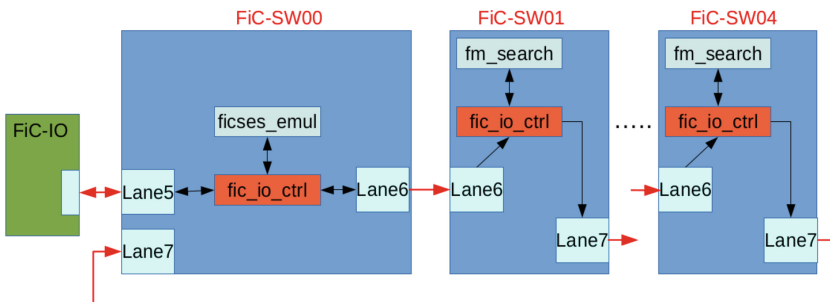 FiC-SW00
FiC-SW01
FiC-SW04
FiC-IO
ficses_emul
fic_io_ctrl
Lane5
Lane6
Lane7
fm_search
fic_io_ctrl
Lane6
Lane7
.....
fm_search
fic_io_ctrl
Lane6
Lane7